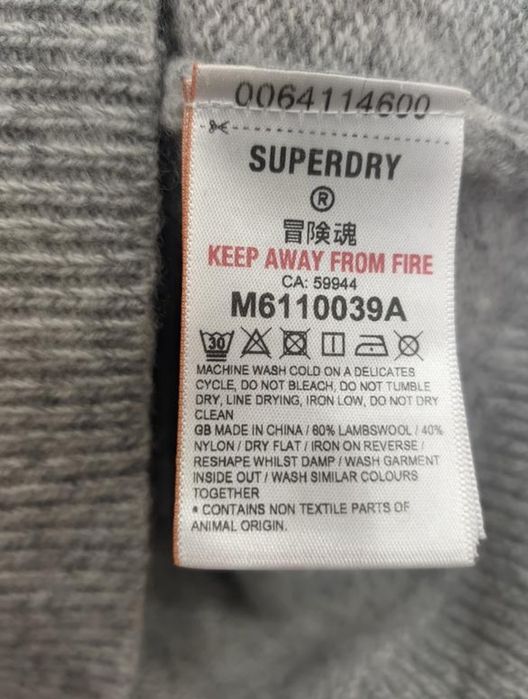 0064114600
SUPERDRY
®
冒険魂
KEEP AWAY FROM FIRE
CA: 59944
M6110039A
30
MACHINE WASH COLD ON A DELICATES
CYCLE, DO NOT BLEACH, DO NOT TUMBLE
DRY, LINE DRYING, IRON LOW, DO NOT DRY
CLEAN
GB MADE IN CHINA / 60% LAMBSWOOL / 40%
NYLON / DRY FLAT / IRON ON REVERSE /
RESHAPE WHILST DAMP / WASH GARMENT
INSIDE OUT / WASH SIMILAR COLOURS
TOGETHER
* CONTAINS NON TEXTILE PARTS OF
ANIMAL ORIGIN.